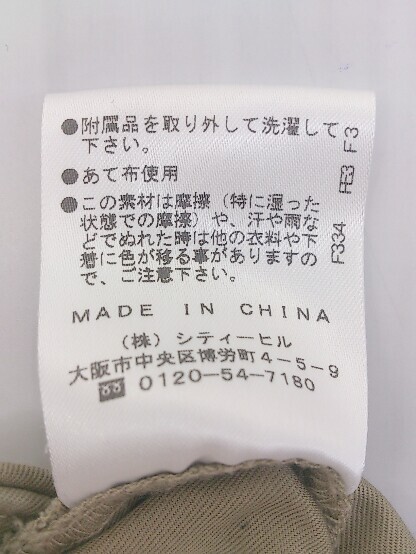 ●附属品を取り外して洗濯して
下さい。
●あて布使用
●この素材は摩擦（特に湿った
状態での摩擦）や、汗や雨な
どでぬれた時は他の衣料や下
着に色が移る事がありますの
で、ご注意下さい。
MADE IN CHINA
（株）シティーヒル
大阪市中央区博労町4-5-9
0120-54-7180
F3
F334